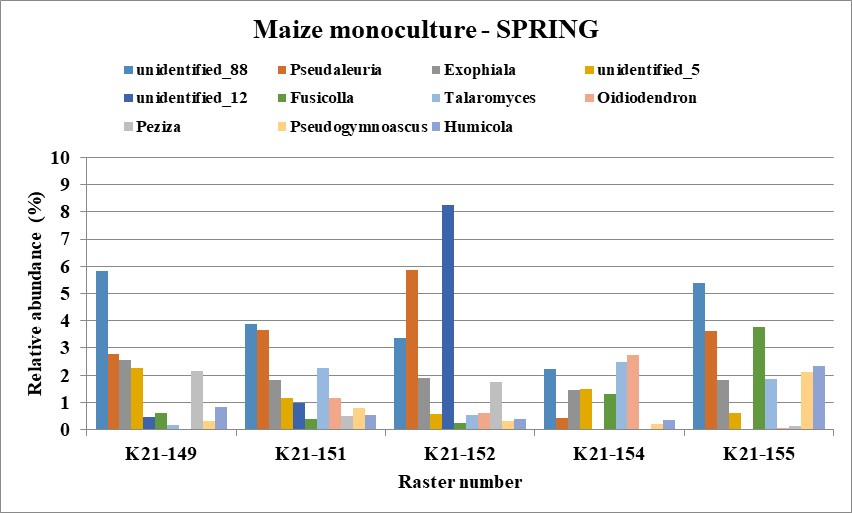 Maize monoculture - SPRING
unidentified_88 Pseudaleuria Exophiala unidentified_5
unidentified_12 Fusicolla Talaromyces Oidiodendron
Peziza Pseudogymnoascus Humicola
Relative abundance (%)
10
9
8
7
6
5
4
3
2
1
0
K21-149 K21-151 K21-152 K21-154 K21-155
Raster number